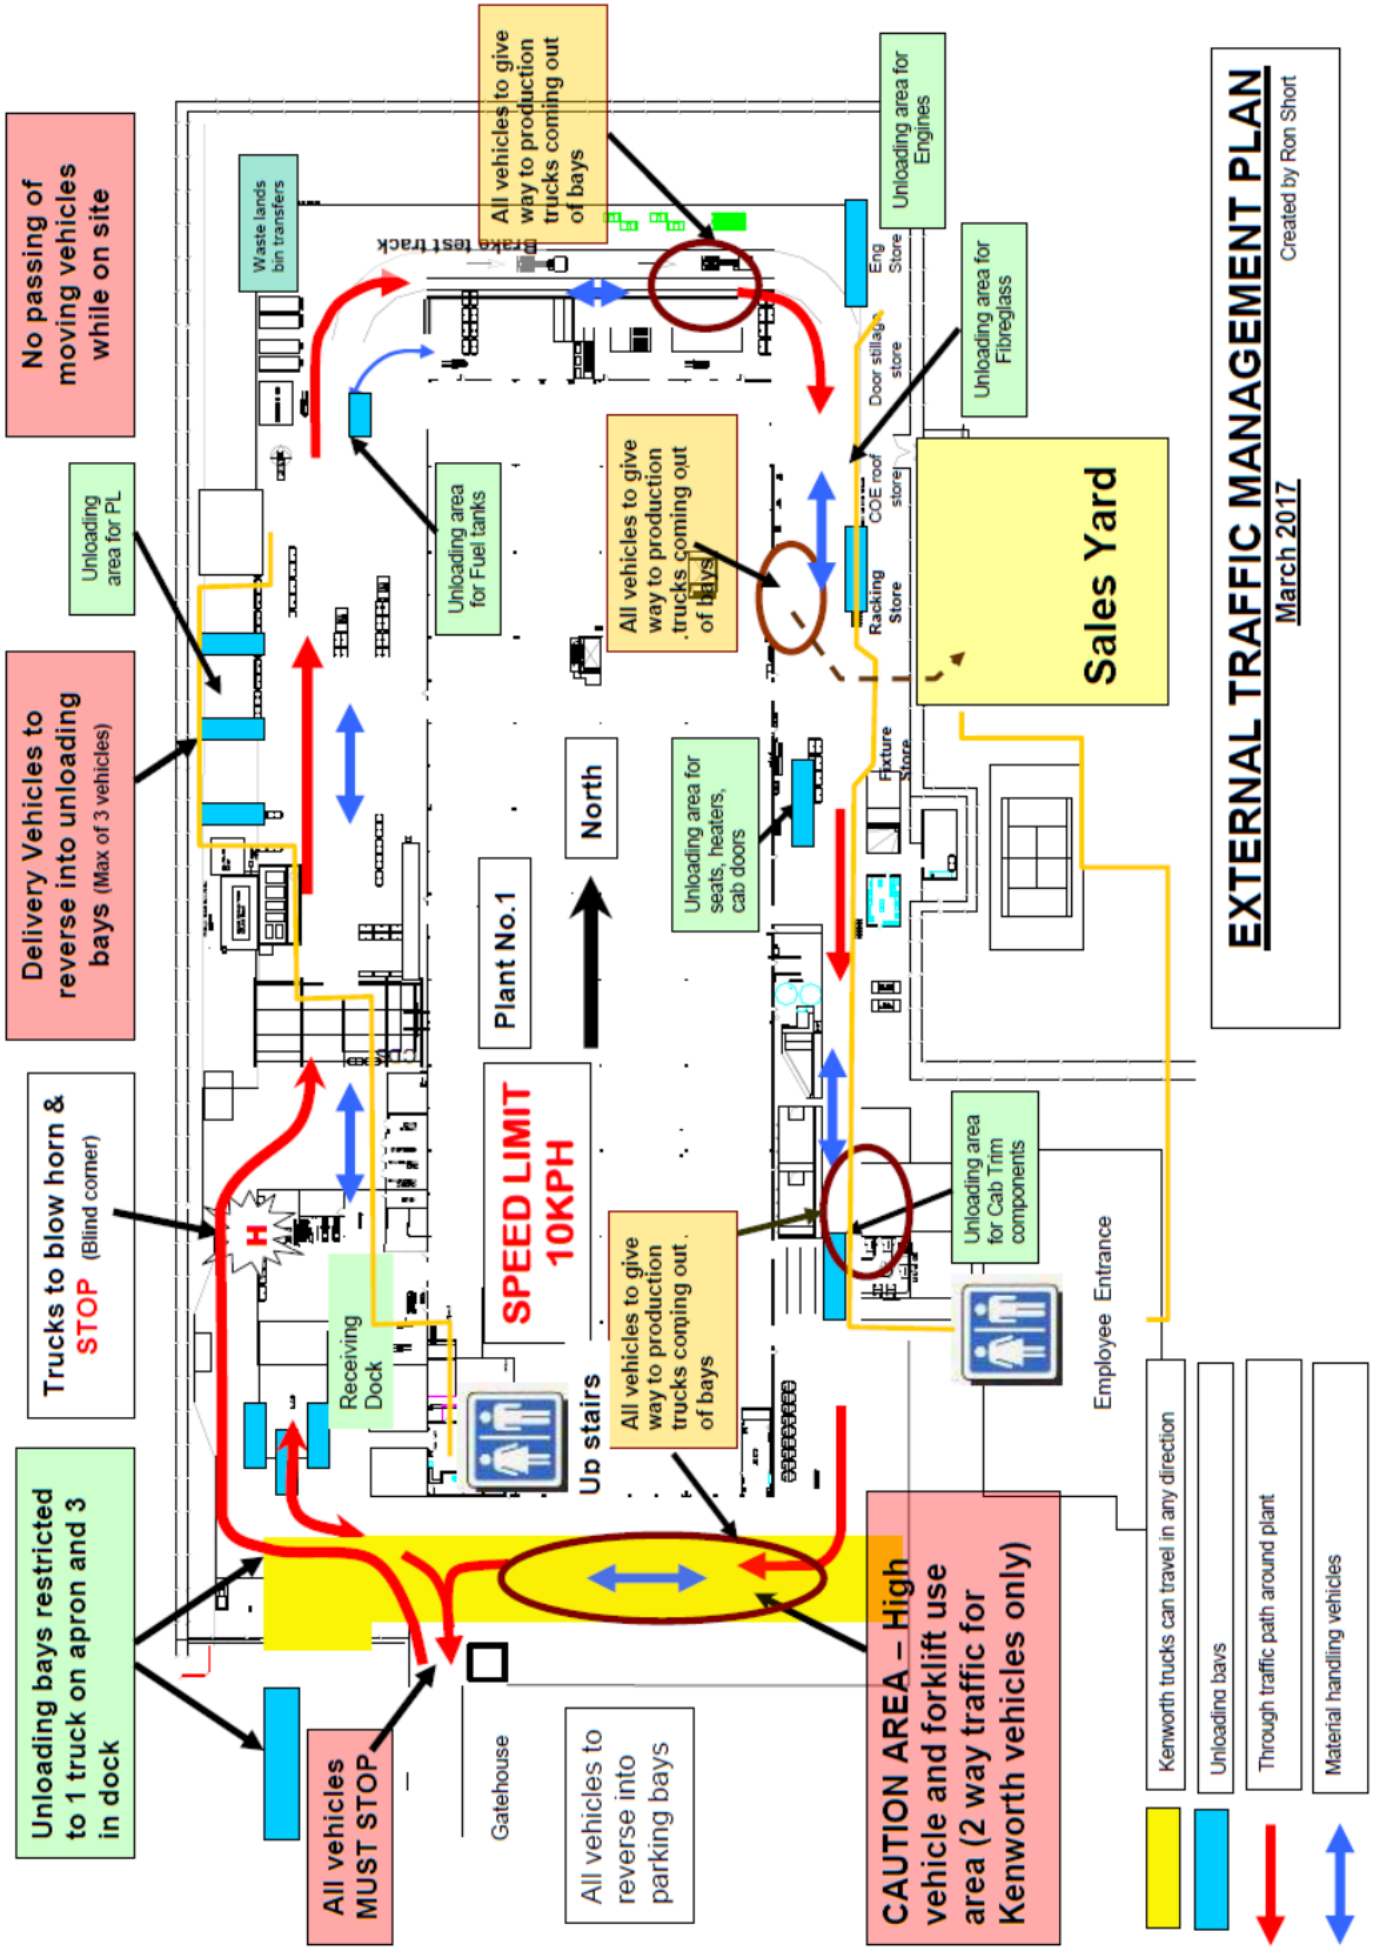 Unloading bays restricted
to 1 truck on apron and 3
in dock
Trucks to blow horn &
STOP (Blind corner)
Delivery Vehicles to
reverse into unloading
bays (Max of 3 vehicles)
No passing of
moving vehicles
while on site
Unloading
area for PL
Waste lands
bin transfers
H
Receiving
Dock
All vehicles
MUST STOP
Unloading area
for Fuel tanks
Brake test track
All vehicles to give
way to production
trucks coming out
of bays
Gatehouse
Up stairs
SPEED LIMIT
10KPH
Plant No.1
North
All vehicles to
reverse into
parking bays
All vehicles to give
way to production
trucks coming out
of bays
Unloading area for
seats, heaters,
cab doors
All vehicles to give
way to production
trucks coming out
of bays
Unloading area for
Engines
Eng
Store
Door stillage
store
COE roof
store
Racking
Store
Fixture
Store
Unloading area for
Fibreglass
CAUTION AREA – High
vehicle and forklift use
area (2 way traffic for
Kenworth vehicles only)
Unloading area
for Cab Trim
components
Employee Entrance
Sales Yard
Kenworth trucks can travel in any direction
Unloading bays
Through traffic path around plant
Material handling vehicles
EXTERNAL TRAFFIC MANAGEMENT PLAN
March 2017
Created by Ron Short